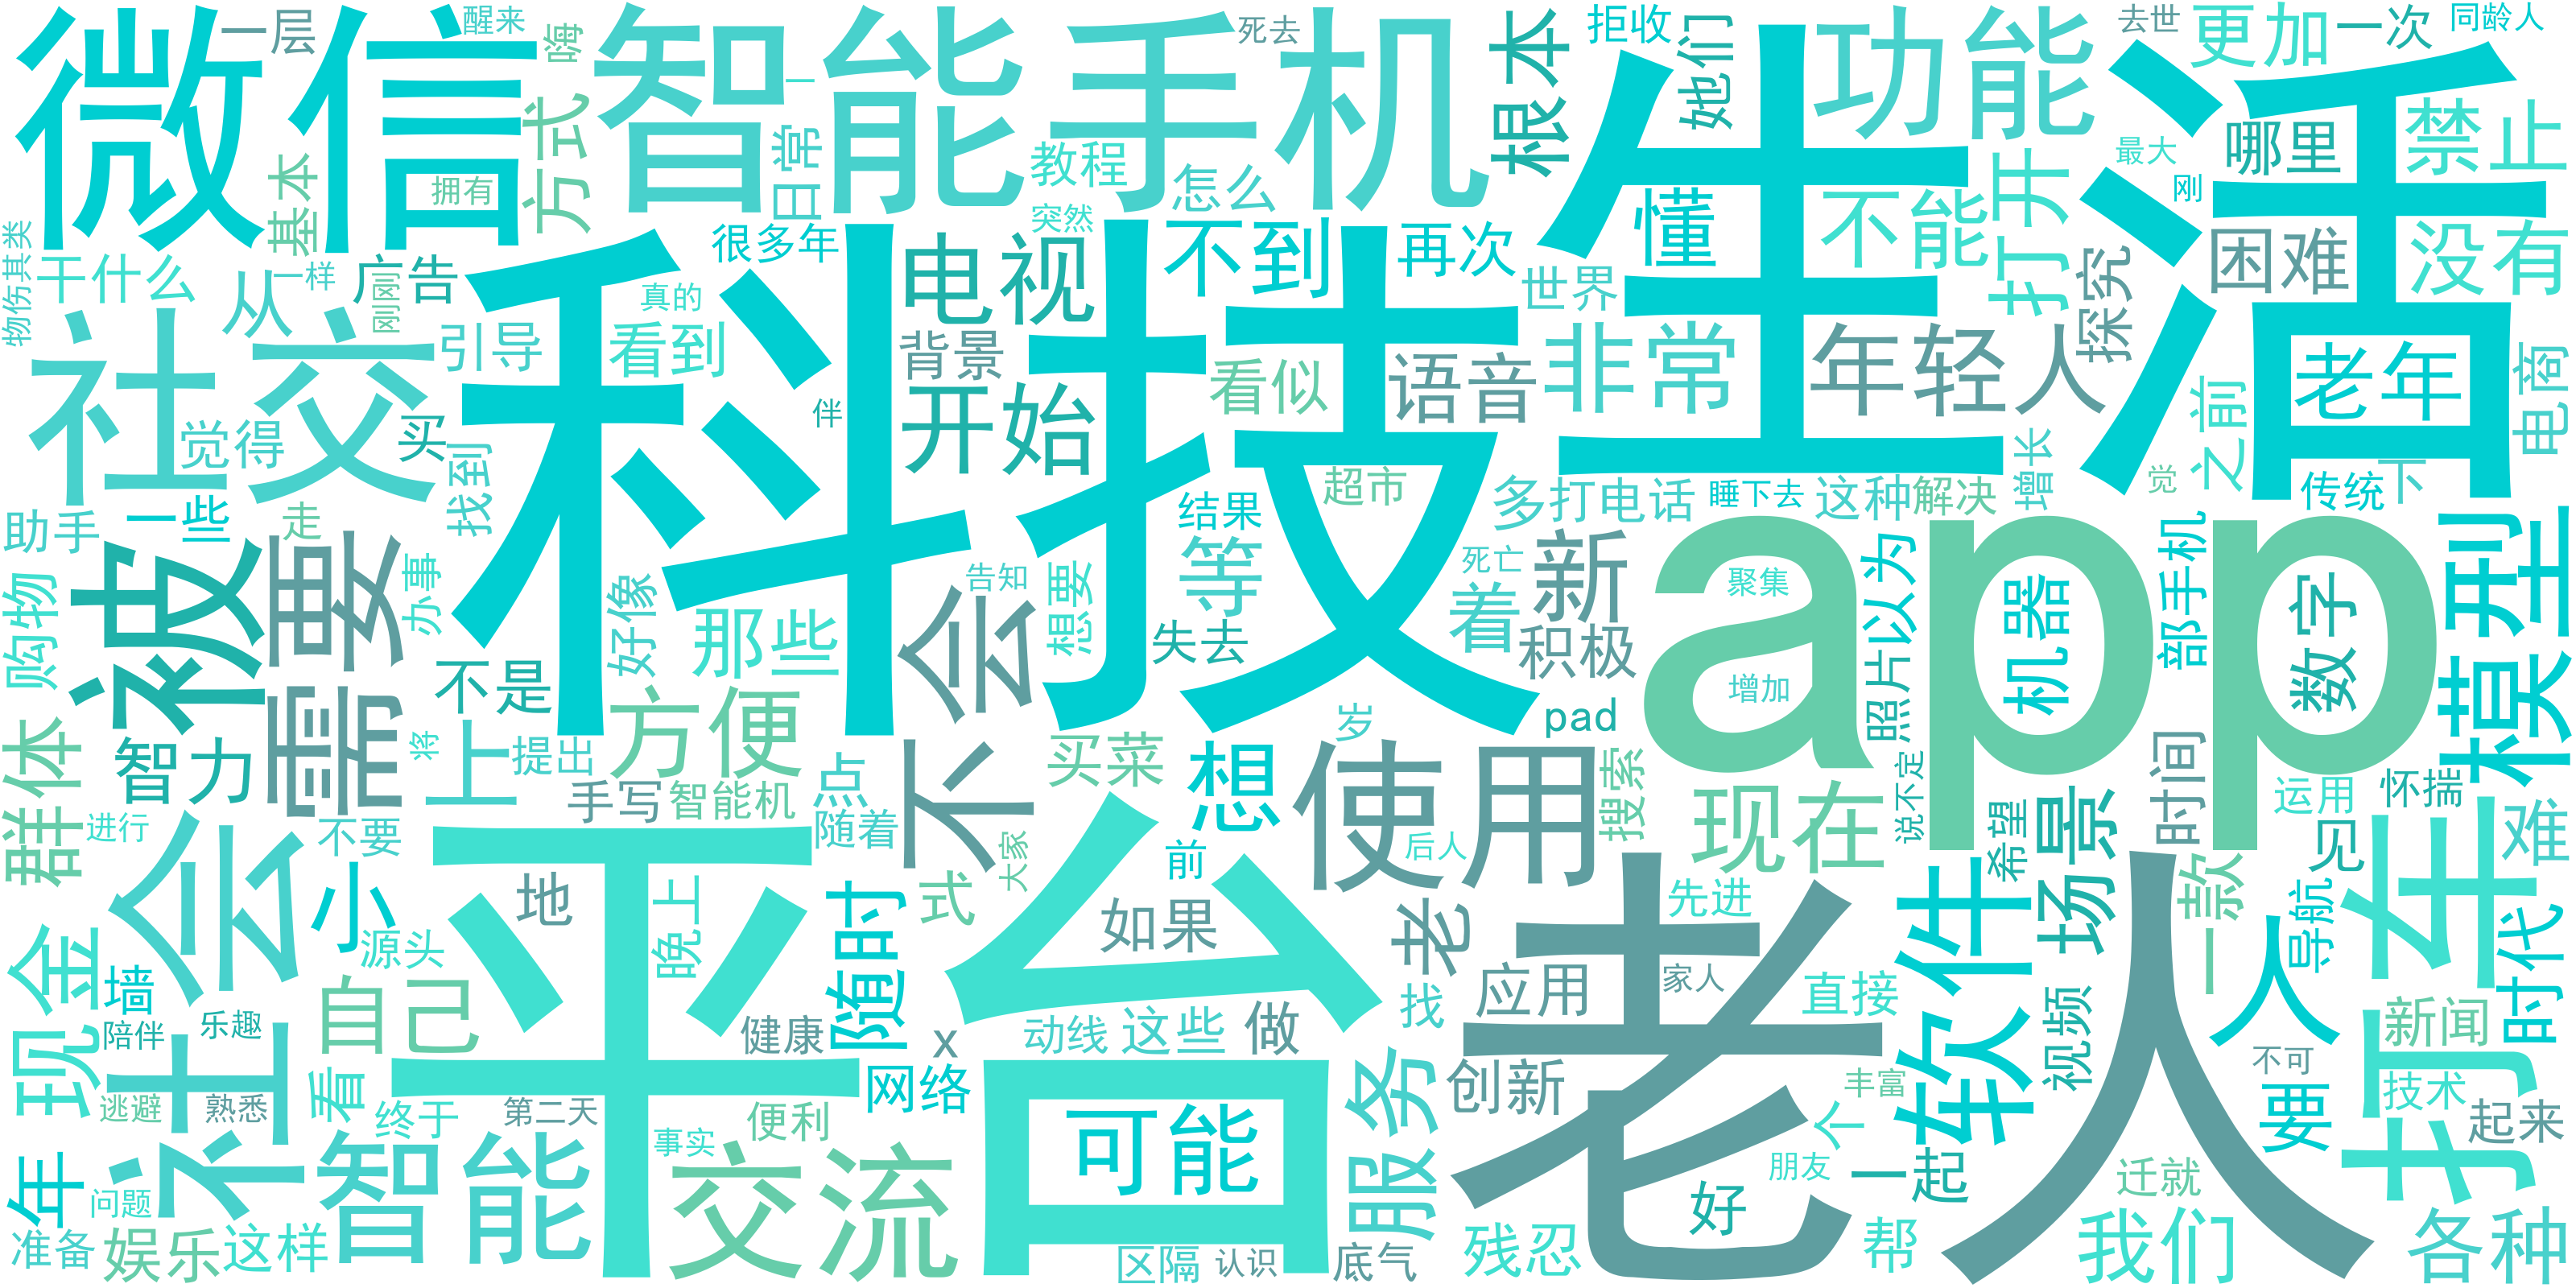 微信
一层
醒来
嗨
智能手机
死去
一
根本
拒收
她们
生活
功能
去世
更加
一次
同龄人
基本
拥有
方式
日常
教程
怎么
突然
懂
不能
打开
最大
刚
哪里
禁止
物伤其类
干什么
从
一样
广告
刚刚
很多年
真的
科技
电视
不到
再次
世界
困难
没有
探究
社交
引导
看到
背景
开始
看似
语音
非常
年轻人
老年
之前
电商
觉得
买
找到
伴
超市
多打电话
睡下去
这种
解决
增长
觉
传统
下
助手
一些
走
结果
等
死亡
新
app
聚集
照片以为
机器
部手机
数字
模型
购物
被
需要
办事
好像
那些
不会
告知
想要
失去
着
积极
增加
群体
智力
不是
将
上
提出
方便
手写
智能机
点
随着
买菜
想
岁
使用
pad
搜索
现在
说不定
时间
运用
怀揣
进行
社会
不要
小
地
平台
晚上
随时
式
大家
前
如果
后人
老
老人
先进
软件
希望
场景
一款
见
导航
打车
难
时代
现金
墙
源头
自己
陪伴
乐趣
健康
x
动线
这些
做
找
应用
家人
直接
视频
人
新闻
看
逃避
熟悉
终于
第二天
事实
便利
网络
可能
服务
创新
个
丰富
不可
要
技术
起来
年
问题
准备
娱乐
这样
智能
交流
区隔
认识
底气
残忍
好
朋友
一起
帮
迁就
我们
各种